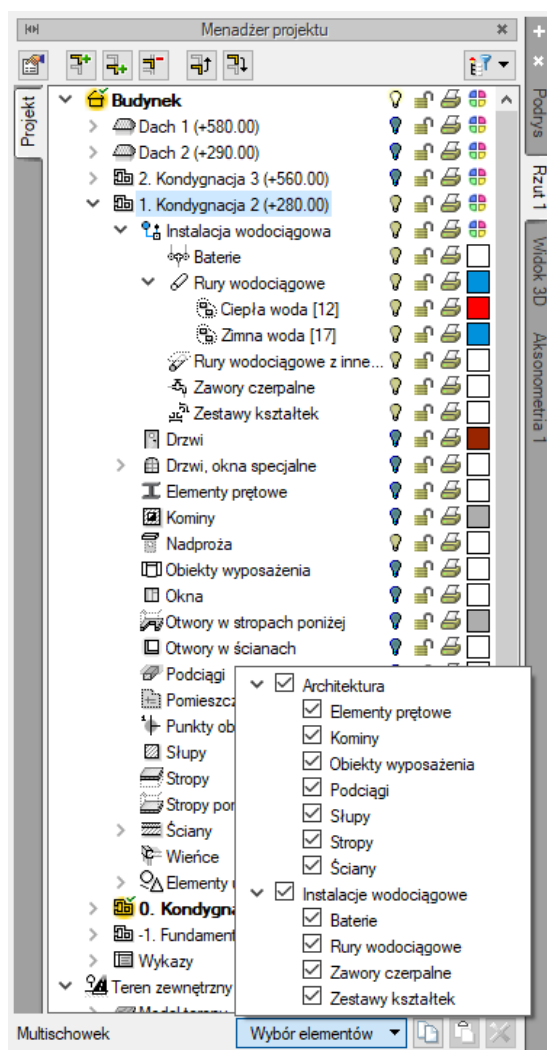 Menadżer projektu
Projekt
Budynek
Dach 1 (+580.00)
Dach 2 (+290.00)
2. Kondygnacja 3 (+560.00)
1. Kondygnacja 2 (+280.00)
Instalacja wodociągowa
Baterie
Rury wodociągowe
Ciepła woda [12]
Zimna woda [17]
Rury wodociągowe z inne...
Zawory czerpalne
Zestawy kształtek
Drzwi
Drzwi, okna specjalne
Elementy prętowe
Kominy
Nadproża
Obiekty wyposażenia
Okna
Otwory w stropach poniżej
Otwory w ścianach
Podciągi
Pomieszc
Punkty ob
Słupy
Stropy
Stropy por
Ściany
Wieńce
Elementy
0. Kondygna
-1. Fundament
Wykazy
Teren zewnętrzny
Model terenu
Architektura
Elementy prętowe
Kominy
Obiekty wyposażenia
Podciągi
Słupy
Stropy
Ściany
Instalacje wodociągowe
Baterie
Rury wodociągowe
Zawory czerpalne
Zestawy kształtek
Multischowek
Wybór elementów
Podrys
Rzut 1
Widok 3D
Aksonometria 1